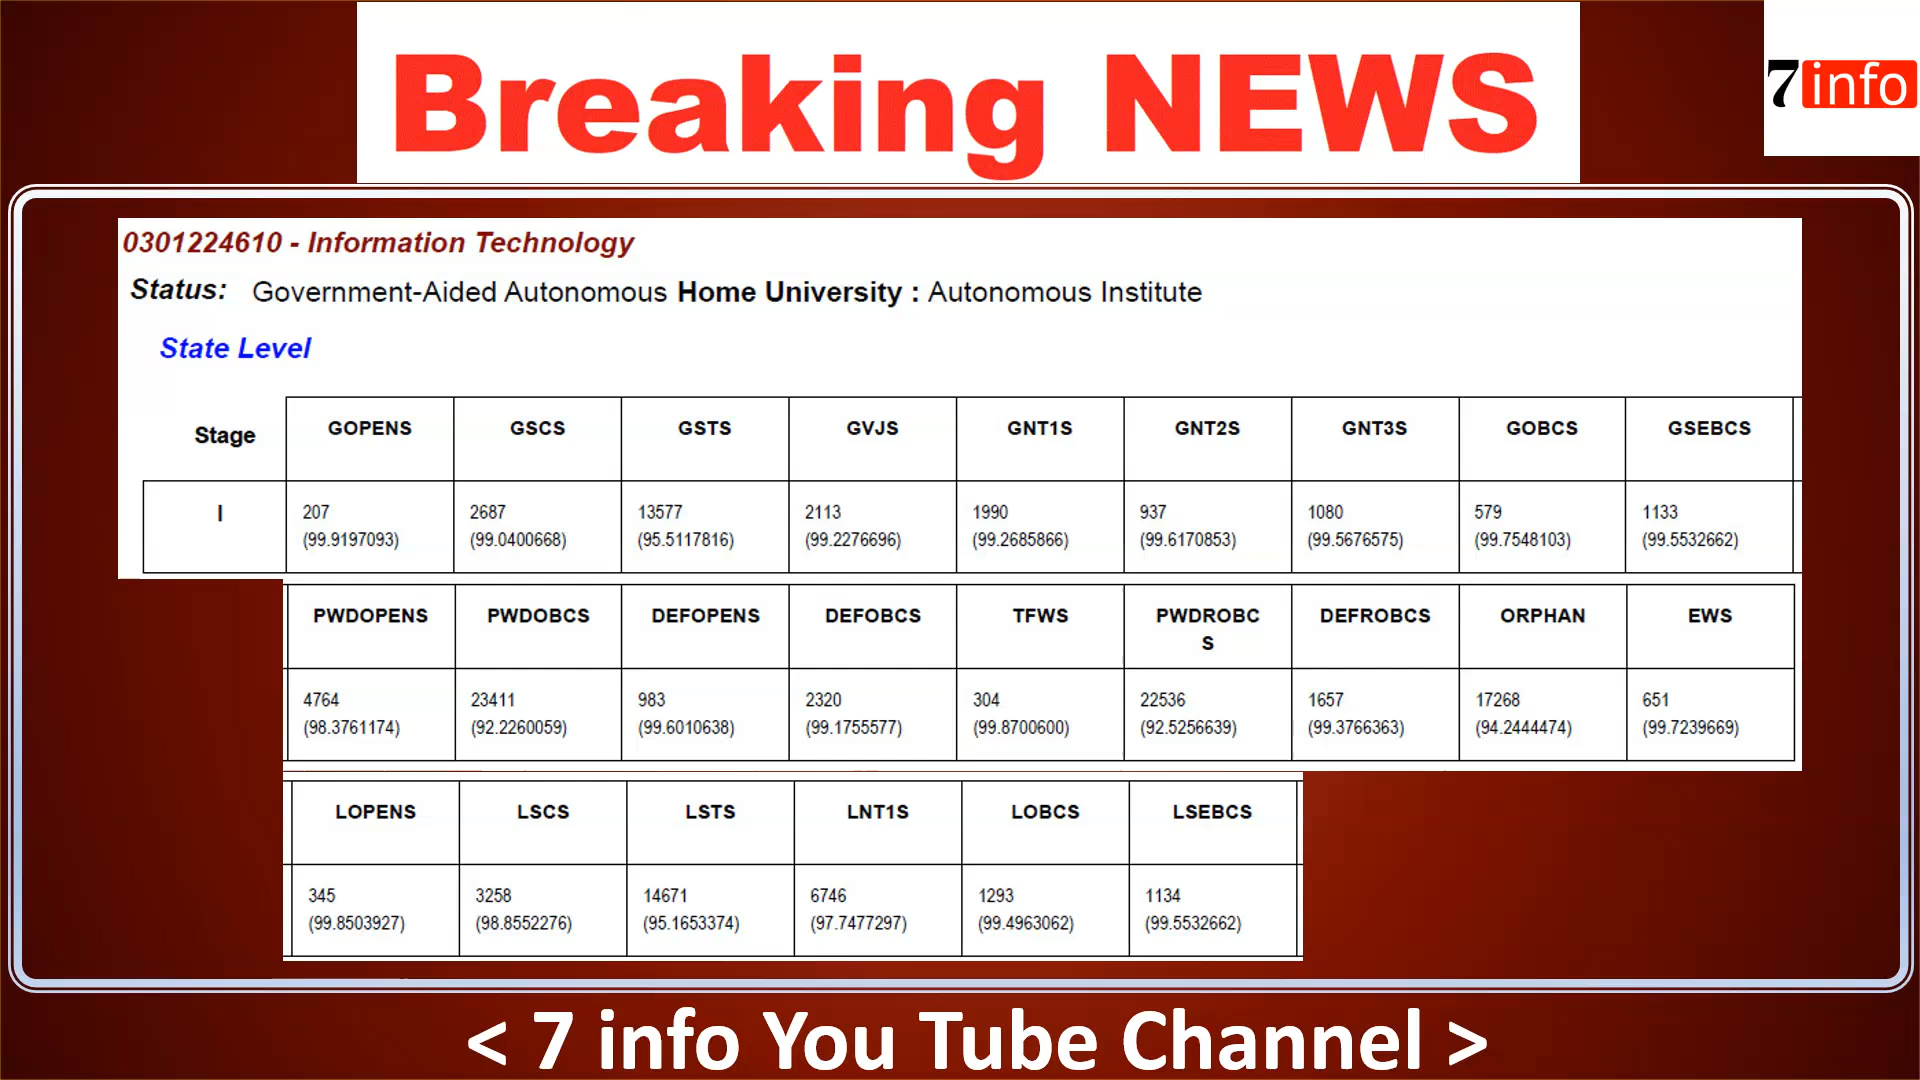 Breaking NEWS
7 info
0301224610 - Information Technology
Status: Government-Aided Autonomous Home University : Autonomous Institute
State Level
Stage GOPENS GSCS GSTS GVJS GNT1S GNT2S GNT3S GOBCS GSEBCS
I 207 2687 13577 2113 1990 937 1080 579 1133
(99.9197093) (99.0400668) (95.5117816) (99.2276696) (99.2685866) (99.6170853) (99.5676575) (99.7548103) (99.5532662)
PWDOPENS PWDOBCS DEFOPENS DEFOBCS TFWS PWDROBC DEFROBCS ORPHAN EWS
S
4764 23411 983 2320 304 22536 1657 17268 651
(98.3761174) (92.2260059) (99.6010638) (99.1755577) (99.8700600) (92.5256639) (99.3766363) (94.2444474) (99.7239669)
LOPENS LSCS LSTS LNT1S LOBCS LSEBCS
345 3258 14671 6746 1293 1134
(99.8503927) (98.8552276) (95.1653374) (97.7477297) (99.4963062) (99.5532662)
< 7 info You Tube Channel >